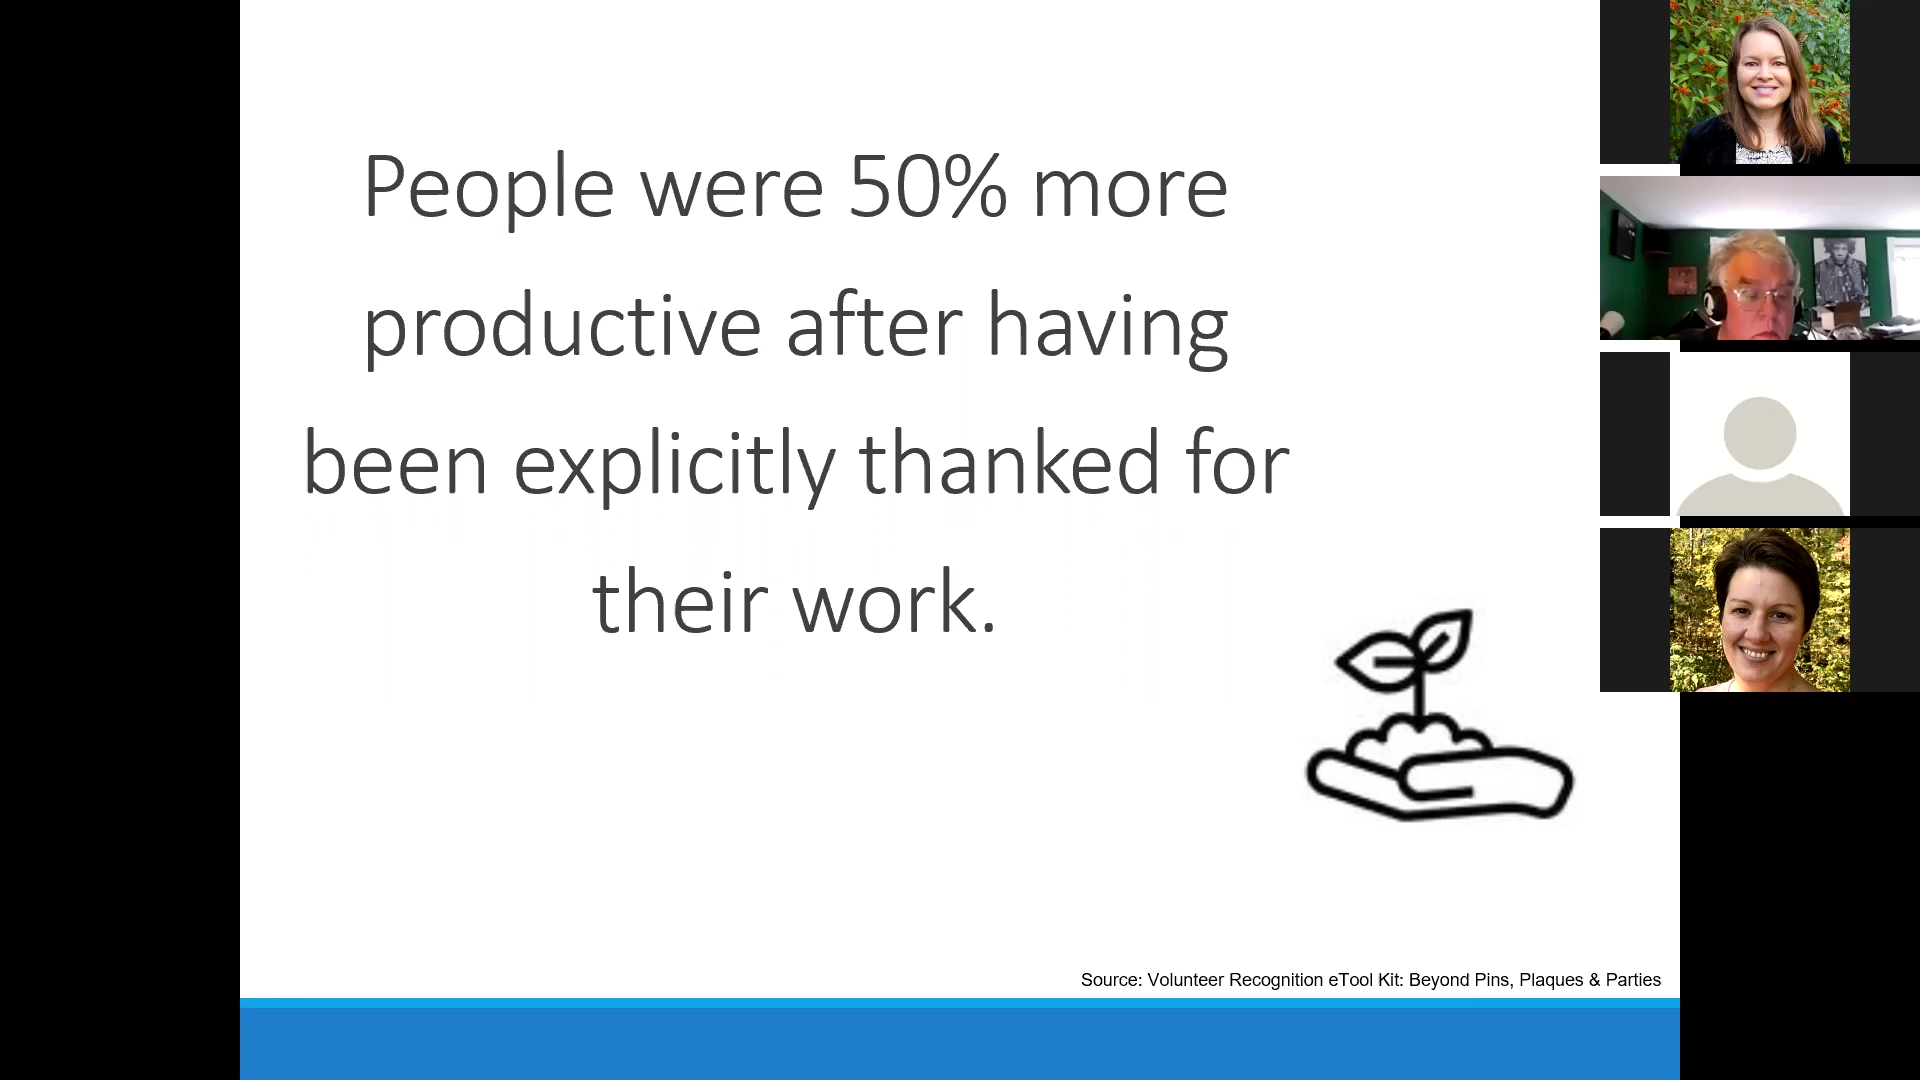 People were 50% more
productive after having
been explicitly thanked for
their work.
Source: Volunteer Recognition eTool Kit: Beyond Pins, Plaques & Parties